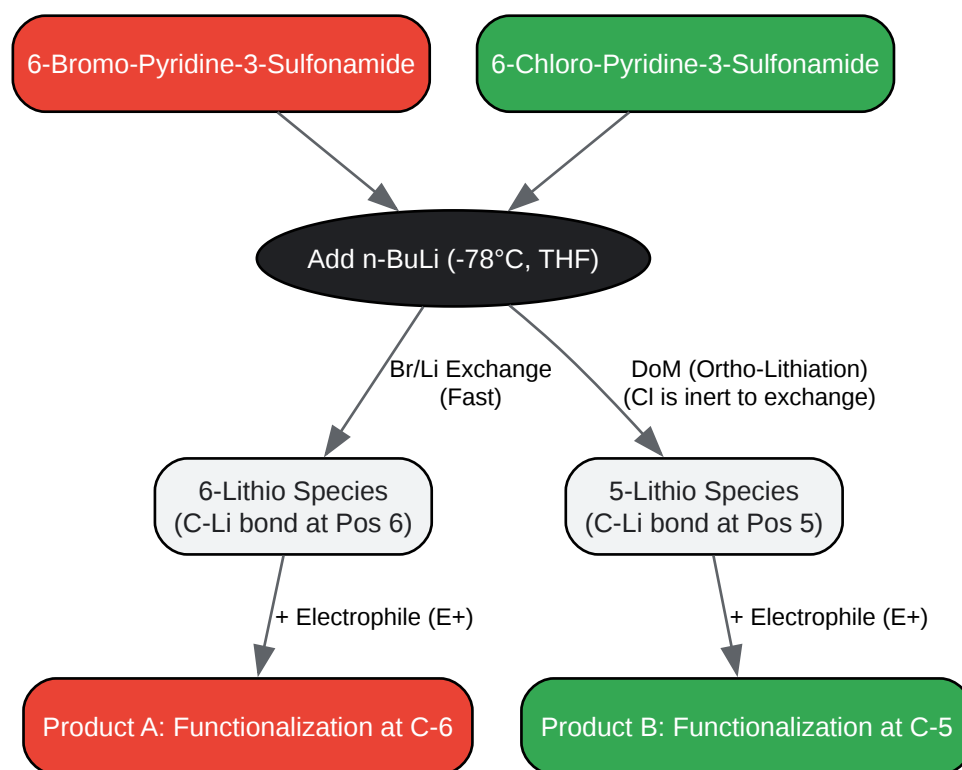 6-Bromo-Pyridine-3-Sulfonamide
6-Chloro-Pyridine-3-Sulfonamide
Add n-BuLi (-78°C, THF)
Br/Li Exchange
(Fast)
DoM (Ortho-Lithiation)
(Cl is inert to exchange)
6-Lithio Species
(C-Li bond at Pos 6)
5-Lithio Species
(C-Li bond at Pos 5)
+ Electrophile (E+)
+ Electrophile (E+)
Product A: Functionalization at C-6
Product B: Functionalization at C-5